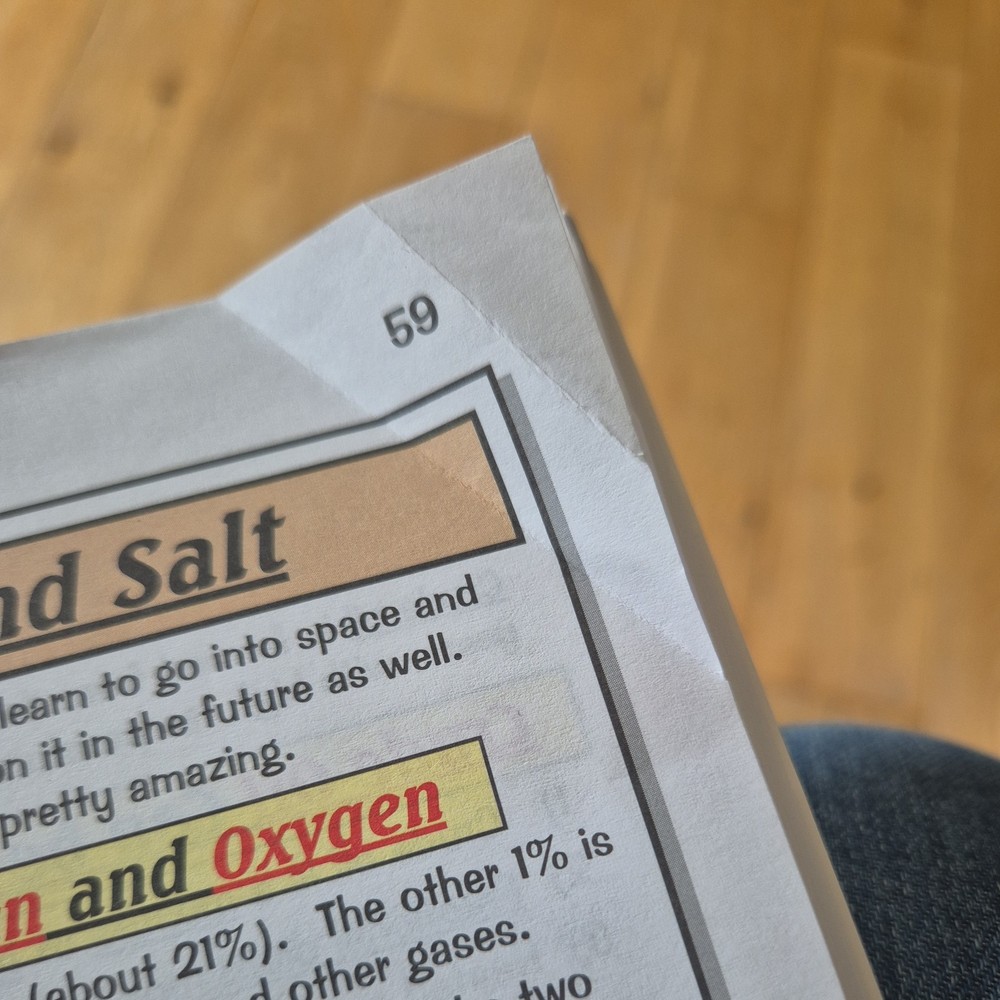 59
nd Salt
learn to go into space and
on it in the future as well.
pretty amazing.
n and Oxygen
(about 21%). The other 1% is
d other gases.
two